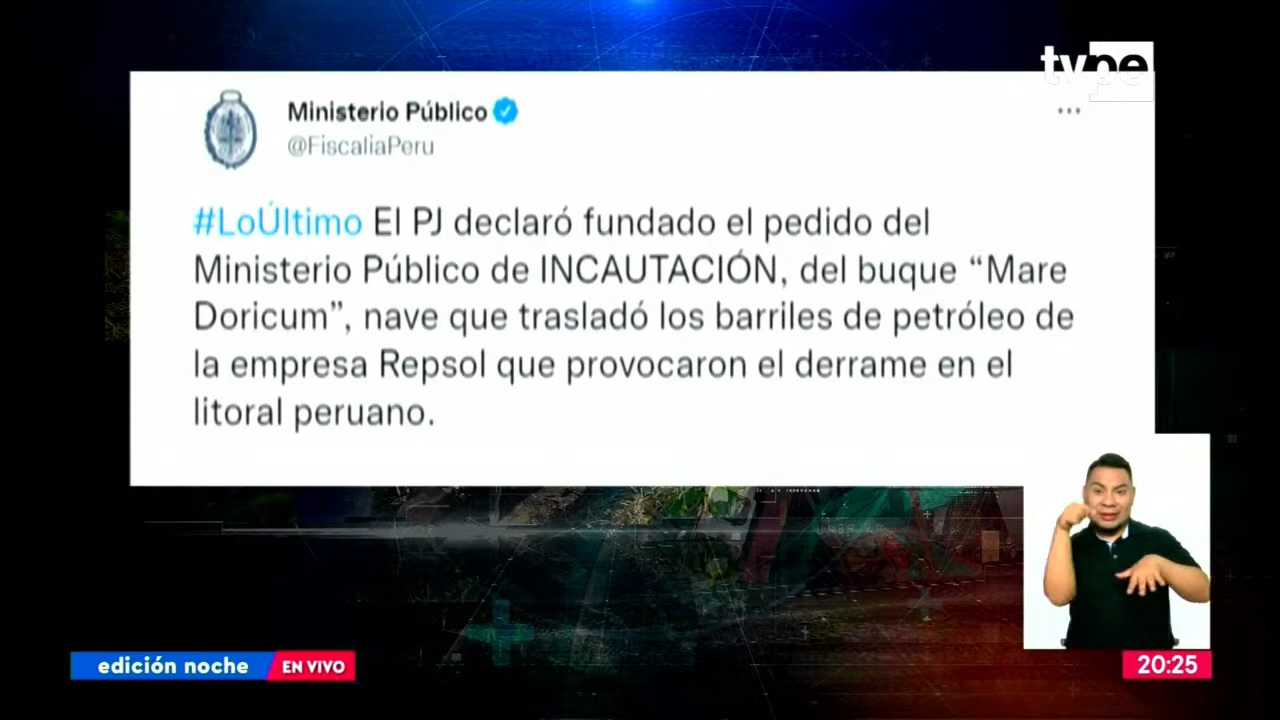 tvpe
Ministerio Público
@FiscaliaPeru
#LoÚltimo El PJ declaró fundado el pedido del
Ministerio Público de INCAUTACIÓN, del buque “Mare
Doricum”, nave que trasladó los barriles de petróleo de
la empresa Repsol que provocaron el derrame en el
litoral peruano.
edición noche EN VIVO
20:25